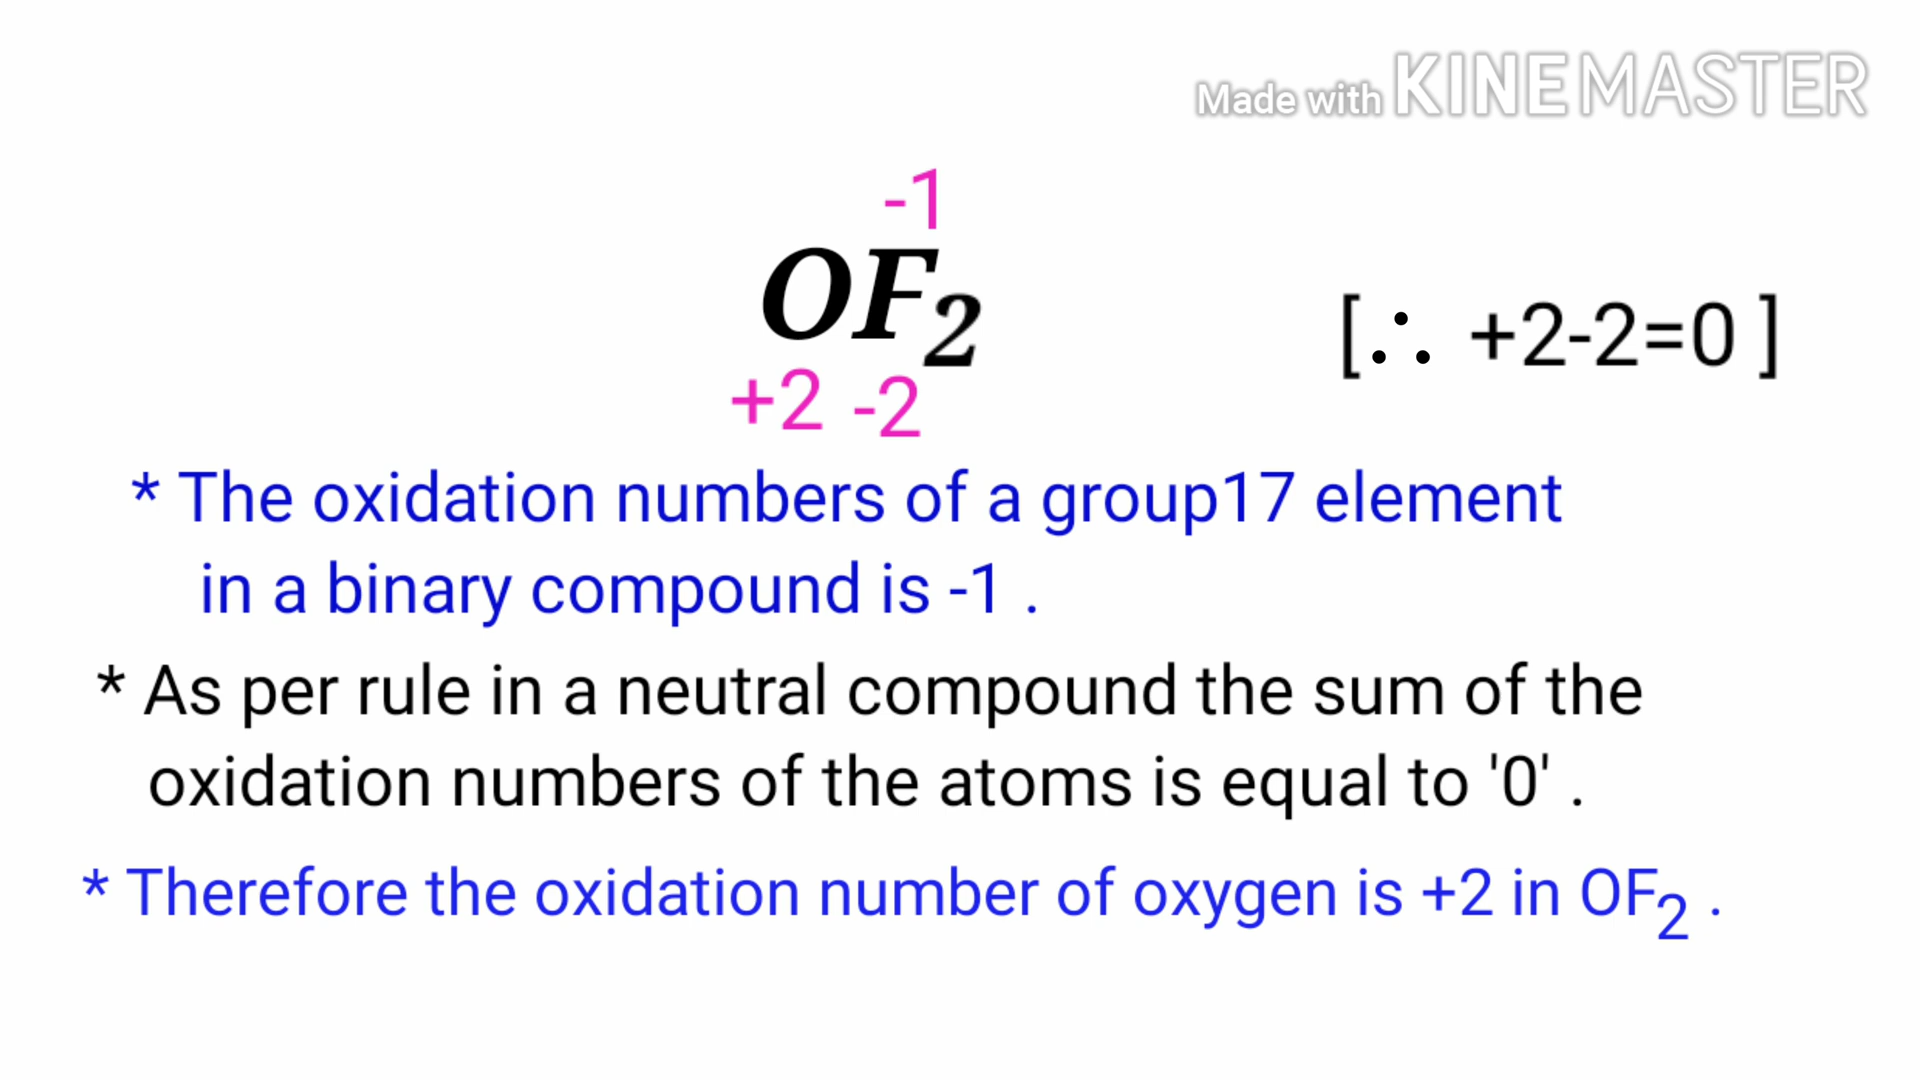 Made with KINEMASTER
-1
OF₂
+2 -2
[∴ +2-2=0 ]
* The oxidation numbers of a group17 element
in a binary compound is -1 .
* As per rule in a neutral compound the sum of the
oxidation numbers of the atoms is equal to '0' .
* Therefore the oxidation number of oxygen is +2 in OF₂ .